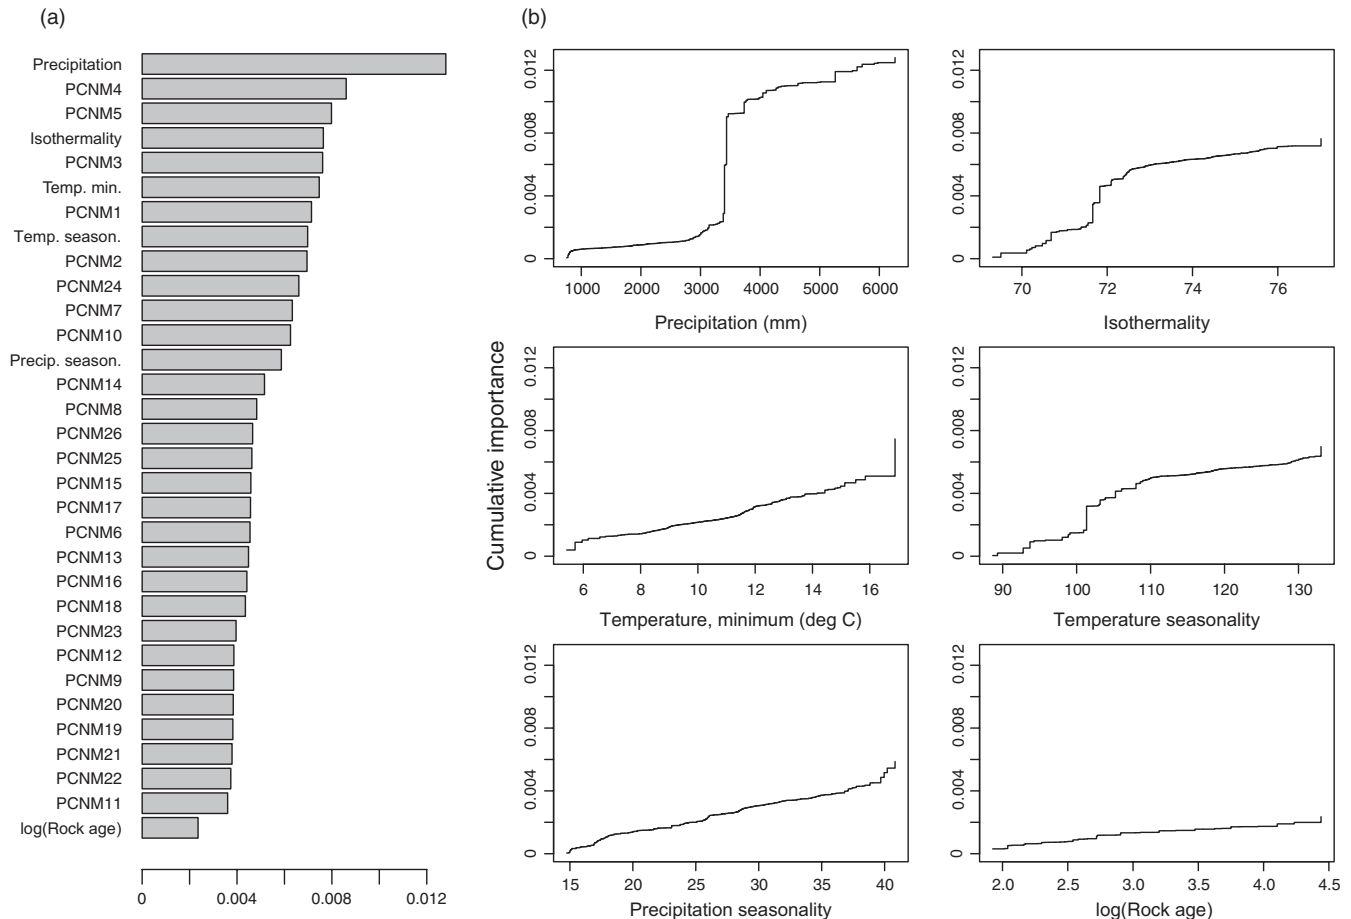 (a)
Precipitation
PCNM4
PCNM5
Isothermality
PCNM3
Temp. min.
PCNM1
Temp. season.
PCNM2
PCNM24
PCNM7
PCNM10
Precip. season.
PCNM14
PCNM8
PCNM26
PCNM25
PCNM15
PCNM17
PCNM6
PCNM13
PCNM16
PCNM18
PCNM23
PCNM12
PCNM9
PCNM20
PCNM19
PCNM21
PCNM22
PCNM11
log(Rock age)
0 0.004 0.008 0.012
(b)
Cumulative importance
0 0.004 0.008 0.012
1000 2000 3000 4000 5000 6000
Precipitation (mm)
0 0.004 0.008 0.012
70 72 74 76
Isothermality
0 0.004 0.008 0.012
6 8 10 12 14 16
Temperature, minimum (deg C)
0 0.004 0.008 0.012
90 100 110 120 130
Temperature seasonality
0 0.004 0.008 0.012
15 20 25 30 35 40
Precipitation seasonality
0 0.004 0.008 0.012
2.0 2.5 3.0 3.5 4.0 4.5
log(Rock age)